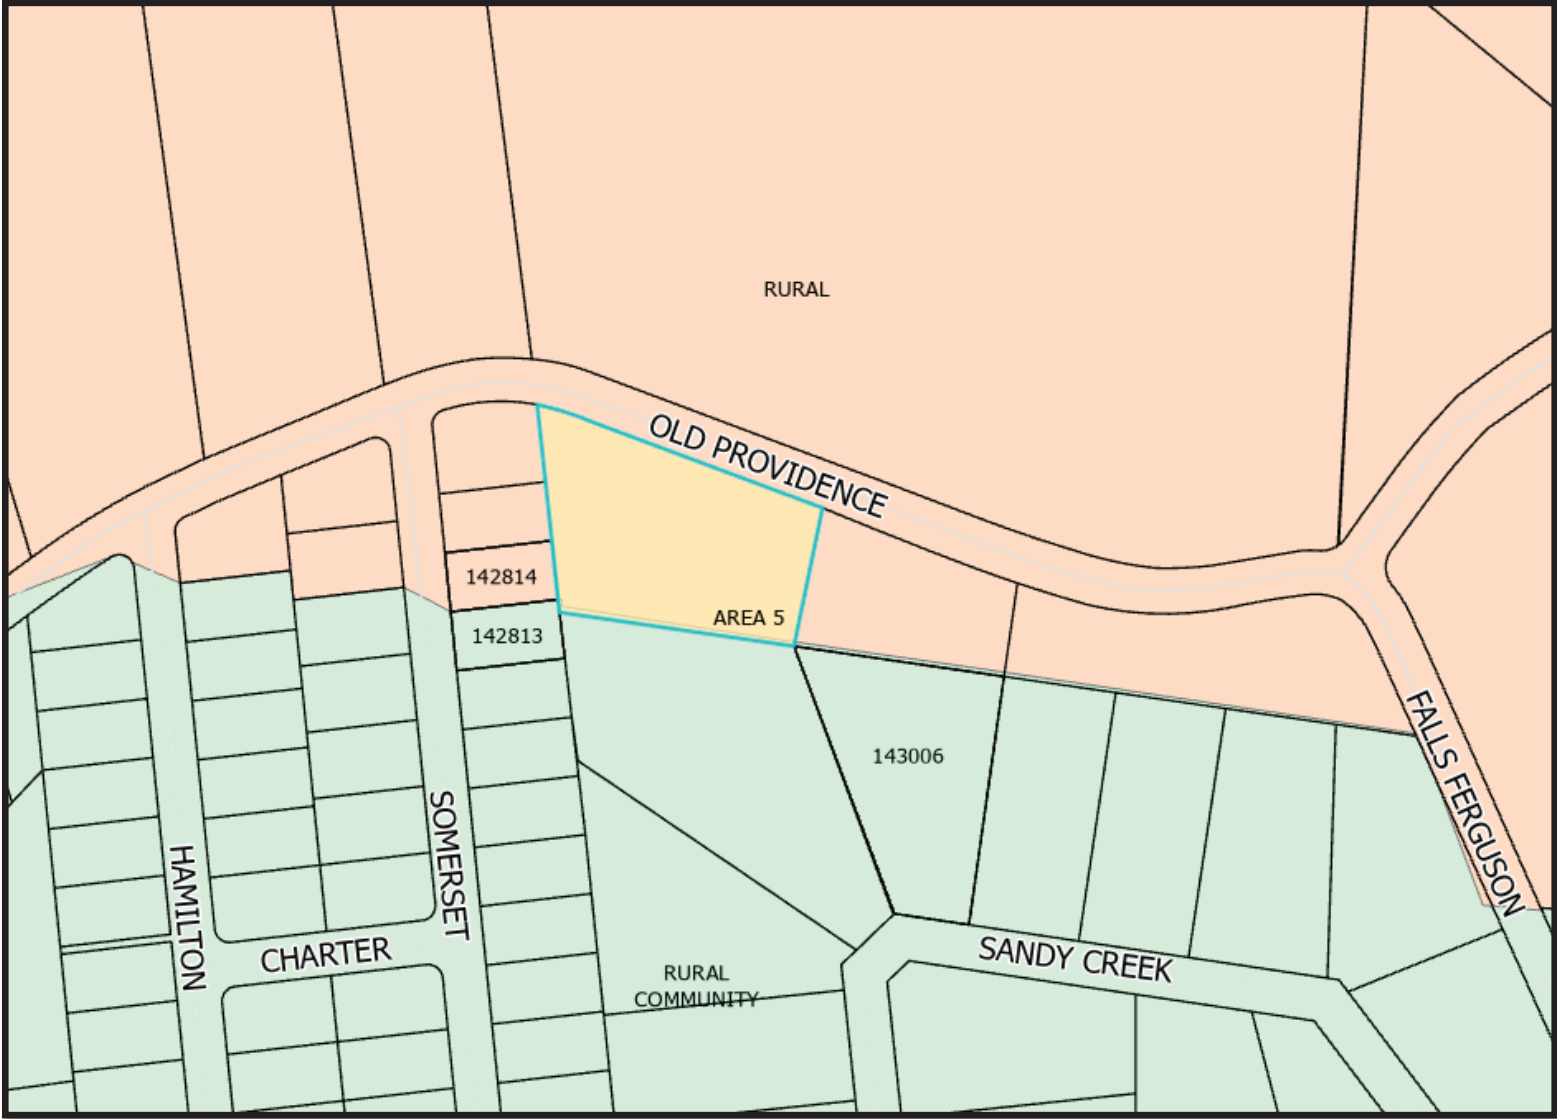 RURAL
OLD PROVIDENCE
142814
AREA 5
142813
FALLS FERGUSON
143006
SOMERSET
HAMILTON
CHARTER
SANDY CREEK
RURAL
COMMUNITY